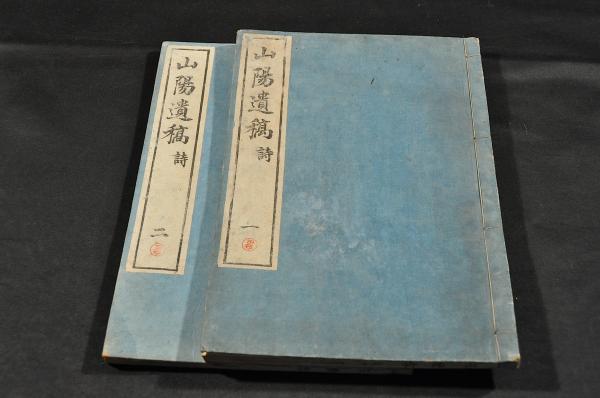 山陽遺稿 詩
一
山陽遺稿 詩
二